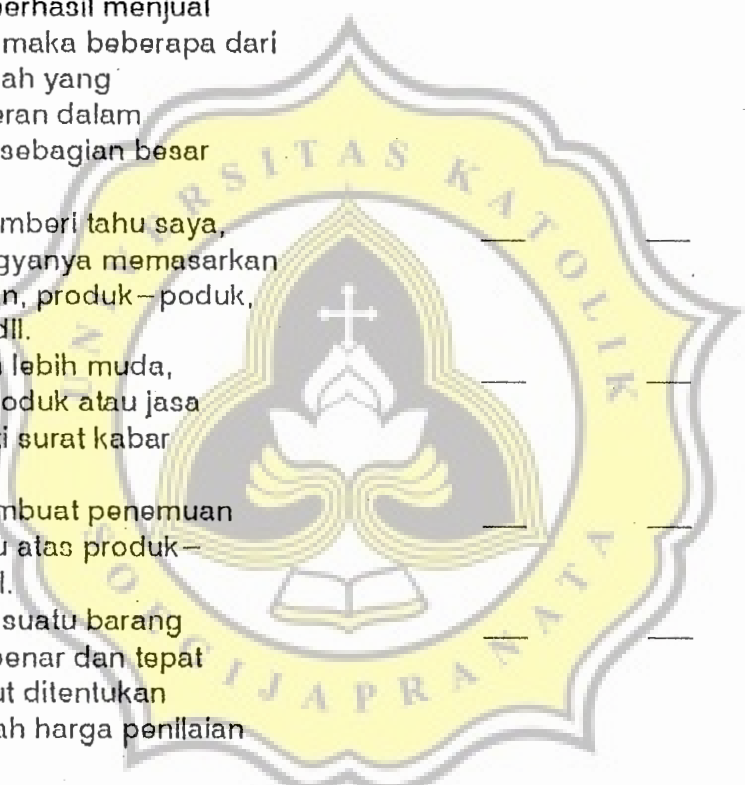 berhasil menjual
maka beberapa dari
ah yang
eran dalam
sebagian besar
mberi tahu saya,
gyanya memasarkan
n, produk–poduk,
dll.
lebih muda,
oduk atau jasa
i surat kabar
mbuat penemuan
u atas produk–
l.
suatu barang
benar dan tepat
ut ditentukan
ah harga penilaian
UNIVERSITAS KATOLIK
SOEGIJAPRANATA